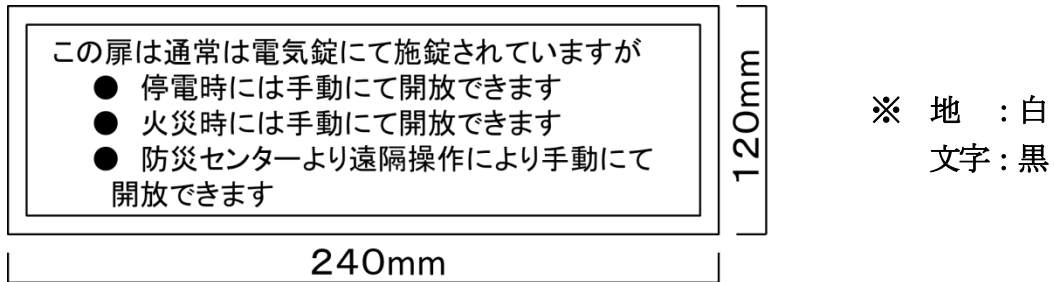 この扉は通常は電気錠にて施錠されていますが
● 停電時には手動にて開放できます
● 火災時には手動にて開放できます
● 防災センターより遠隔操作により手動にて
開放できます
120mm
240mm
※ 地 :白
文字:黒